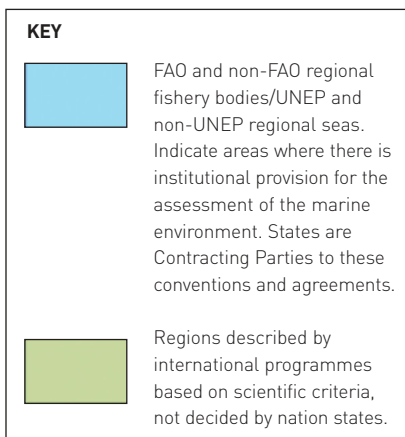 KEY
FAO and non-FAO regional
fishery bodies/UNEP and
non-UNEP regional seas.
Indicate areas where there is
institutional provision for the
assessment of the marine
environment. States are
Contracting Parties to these
conventions and agreements.
Regions described by
international programmes
based on scientific criteria,
not decided by nation states.